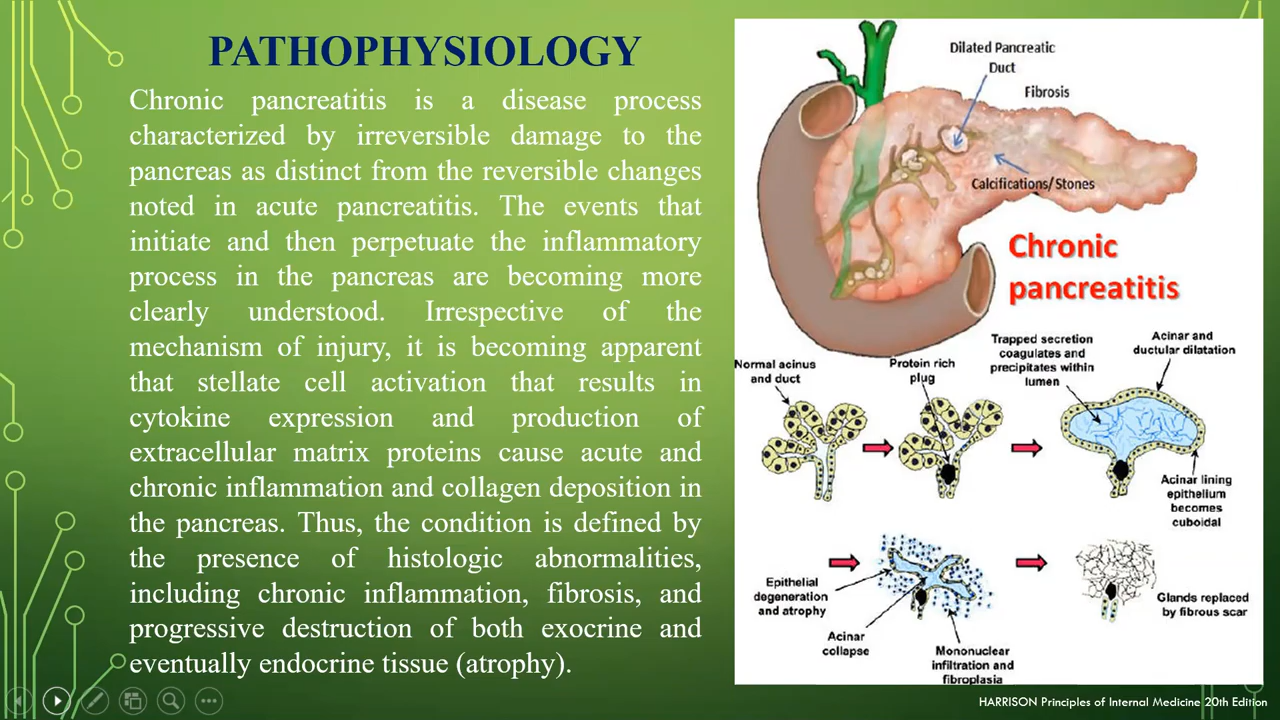 PATHOPHYSIOLOGY
Chronic pancreatitis is a disease process
characterized by irreversible damage to the
pancreas as distinct from the reversible changes
noted in acute pancreatitis. The events that
initiate and then perpetuate the inflammatory
process in the pancreas are becoming more
clearly understood. Irrespective of the
mechanism of injury, it is becoming apparent
that stellate cell activation that results in
cytokine expression and production of
extracellular matrix proteins cause acute and
chronic inflammation and collagen deposition in
the pancreas. Thus, the condition is defined by
the presence of histologic abnormalities,
including chronic inflammation, fibrosis, and
progressive destruction of both exocrine and
eventually endocrine tissue (atrophy).
Dilated Pancreatic
Duct
Fibrosis
Calcifications/Stones
Chronic
pancreatitis
Normal acinus
and duct
Protein rich
plug
Trapped secretion
coagulates and
precipitates within
lumen
Acinar and
ductular dilatation
Acinar lining
epithelium
becomes
cuboidal
Epithelial
degeneration
and atrophy
Acinar
collapse
Mononuclear
infiltration and
fibroplasia
Glands replaced
by fibrous scar
HARRISON Principles of Internal Medicine 20th Edition